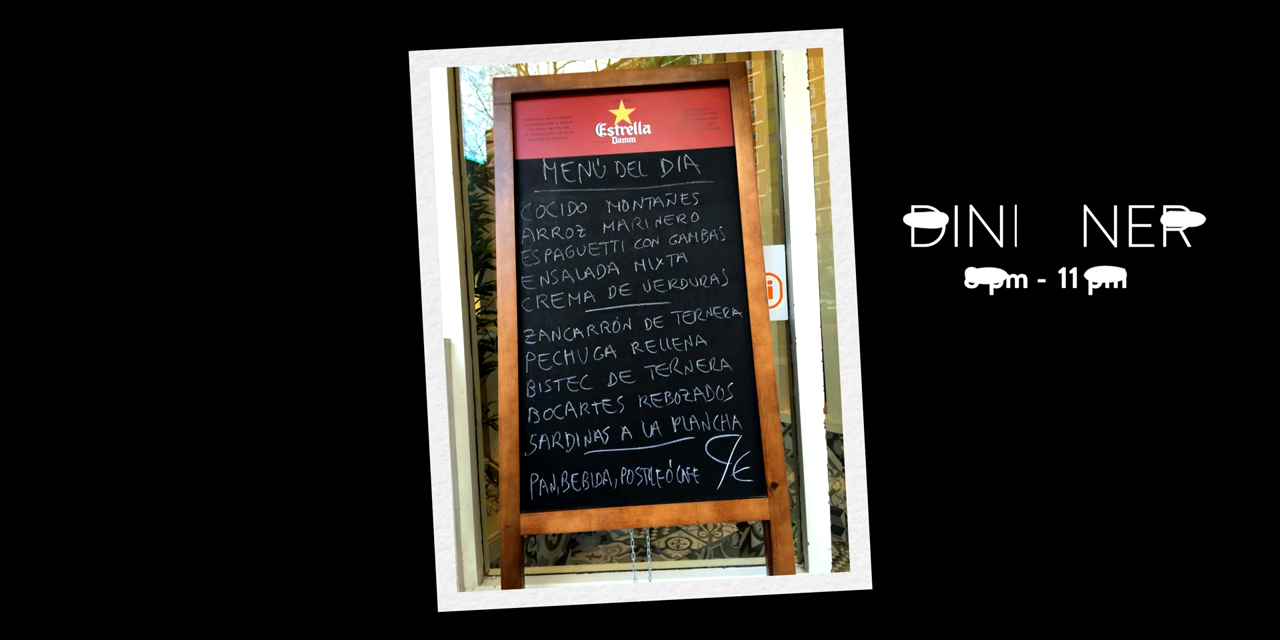 Estrella
Damm
MENÚ DEL DIA
COCIDO MONTAÑES
ARROZ MARINERO
ESPAGUETTI CON GAMBAS
ENSALADA MIXTA
CREMA DE VERDURAS
ZANCARRÓN DE TERNERA
PECHUGA RELLENA
BISTEC DE TERNERA
BOCARTES REBOZADOS
SARDINAS A LA PLANCHA
PAN, BEBIDA, POSTRE Ó CAFE 9€
- 11